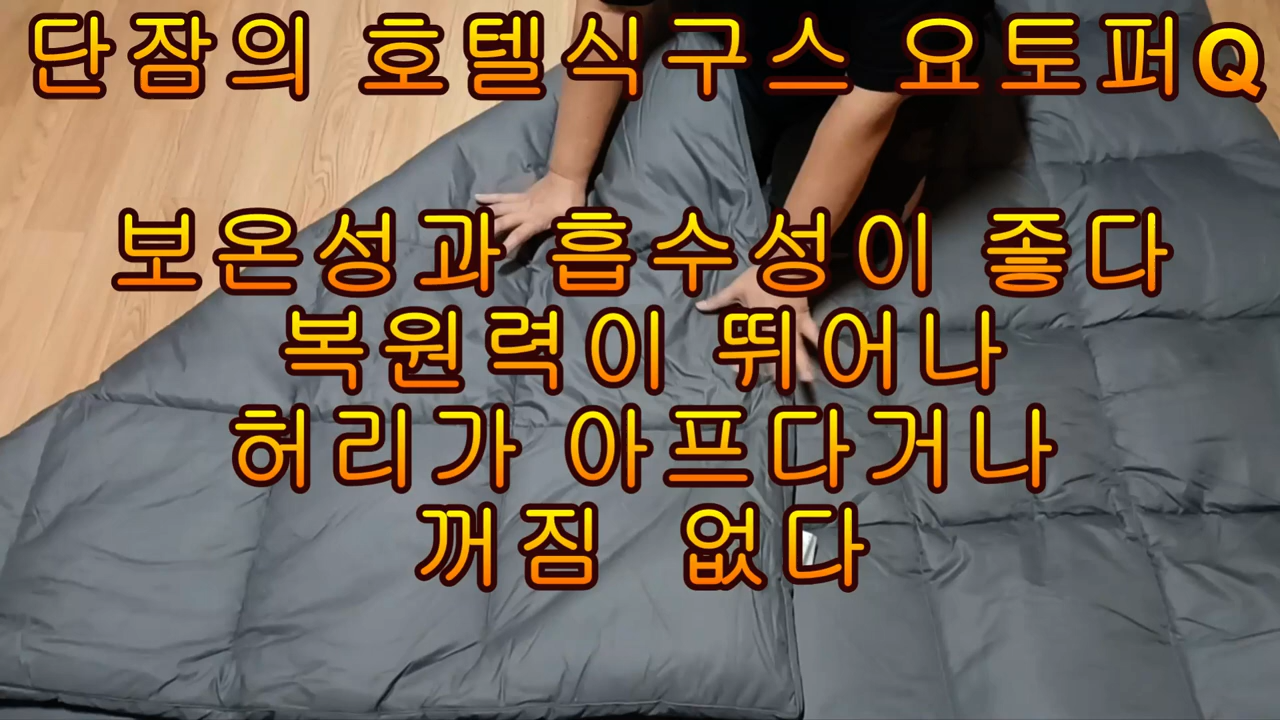 단잠의 호텔식구스 요토퍼Q
보온성과 흡수성이 좋다
복원력이 뛰어나
허리가 아프다거나
꺼짐 없다